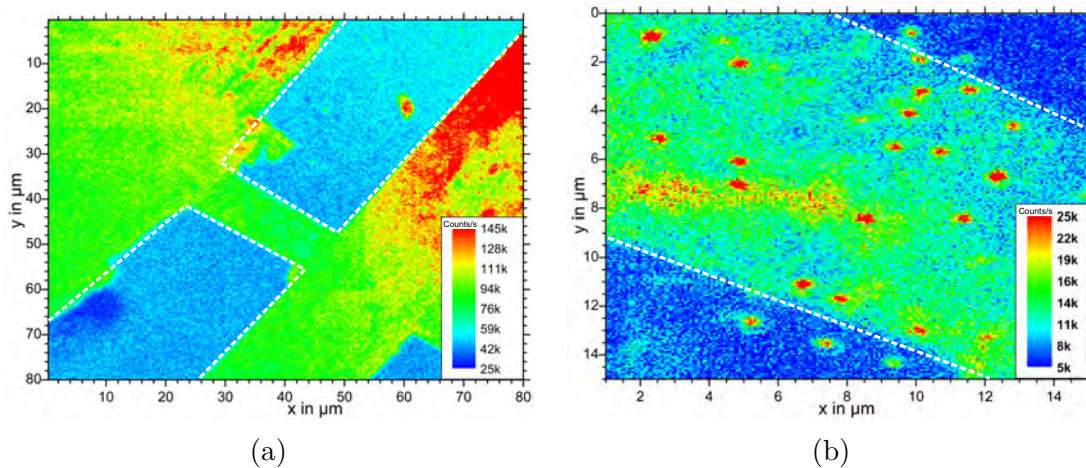 10
20
30
40
50
60
70
80
y in μm
10
20
30
40
50
60
70
80
x in μm
Counts/s
145k
128k
111k
94k
76k
59k
42k
25k
(a)
0
2
4
6
8
10
12
14
y in μm
2
4
6
8
10
12
14
x in μm
Counts/s
25k
22k
19k
16k
14k
11k
8k
5k
(b)